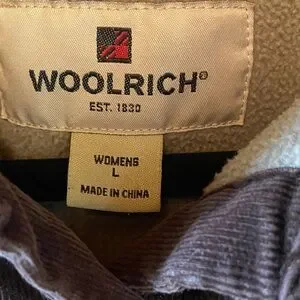 WOOLRICH®
EST. 1830
WOMENS
L
MADE IN CHINA